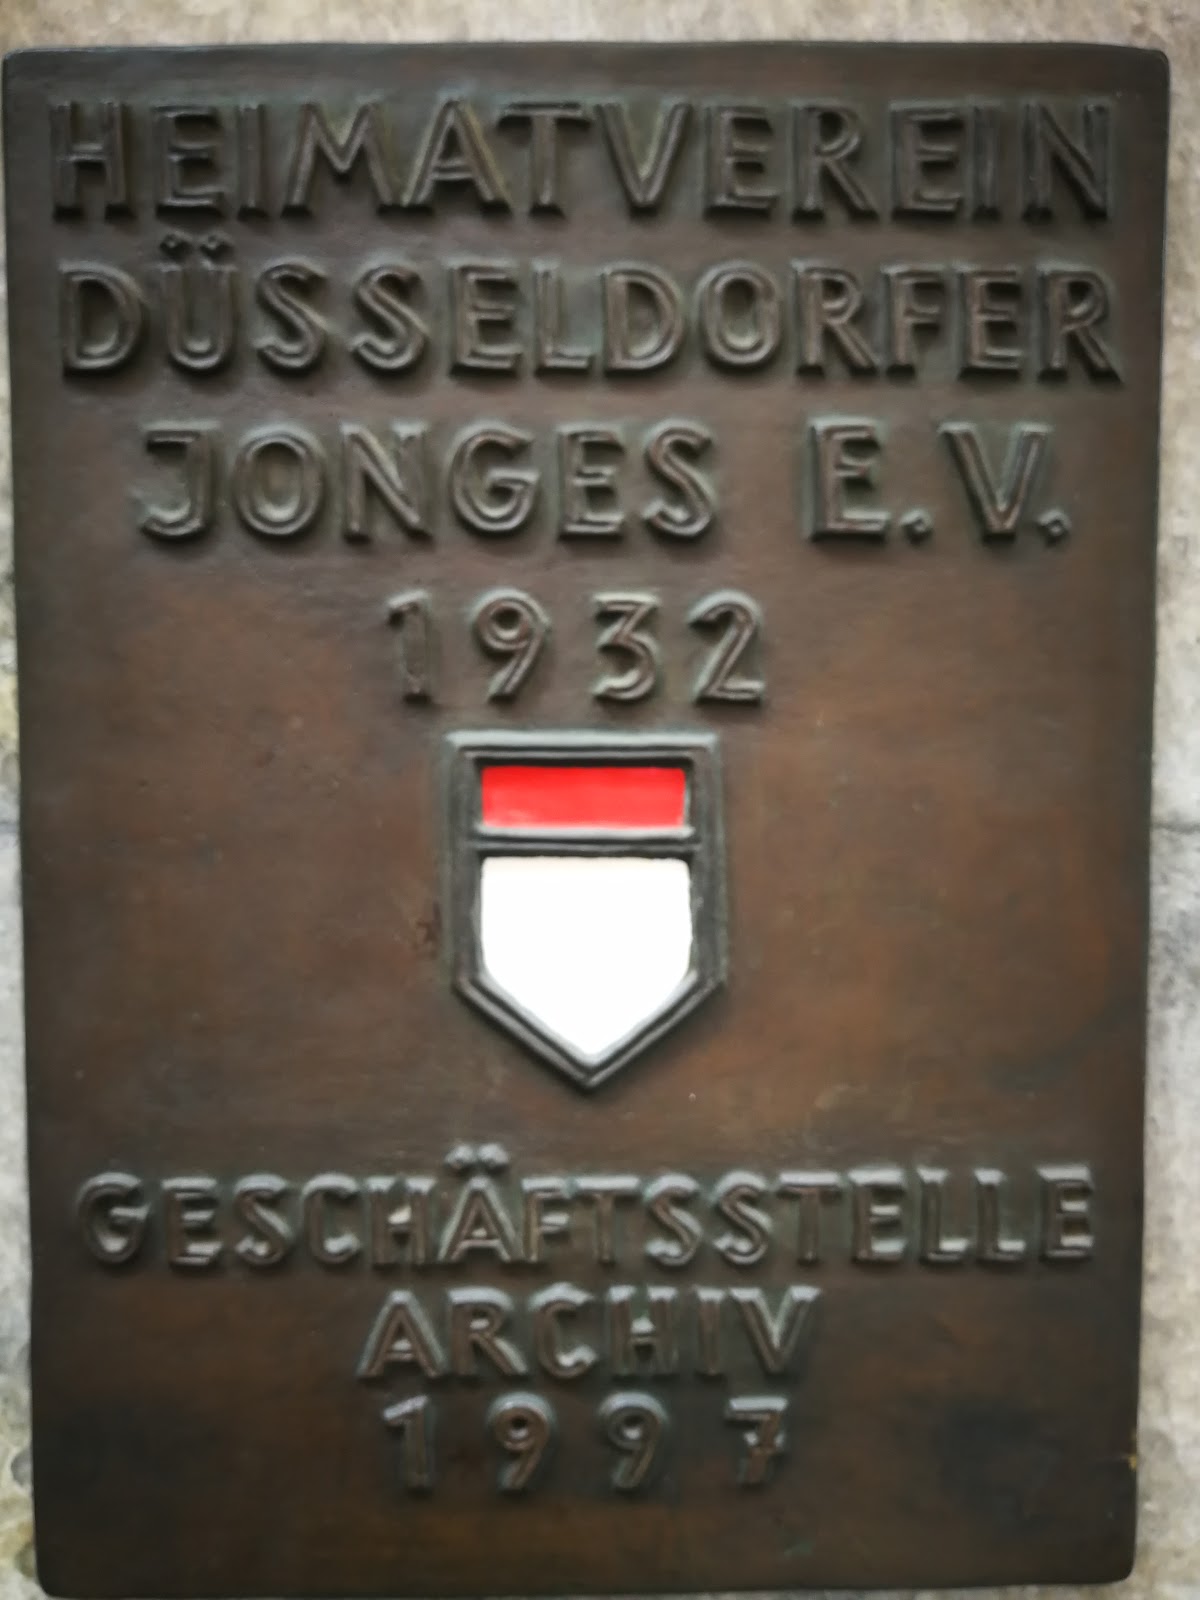 HEIMATVEREIN
DÜSSELDORFER
JONGES E.V.
1932
GESCHÄFTSSTELLE
ARCHIV
1997